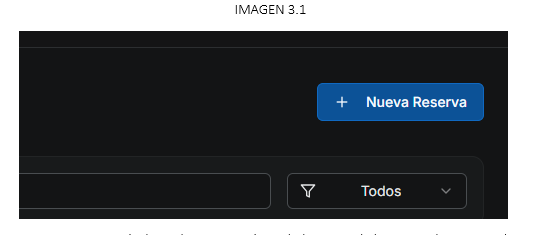 IMAGEN 3.1
+ Nueva Reserva
Todos